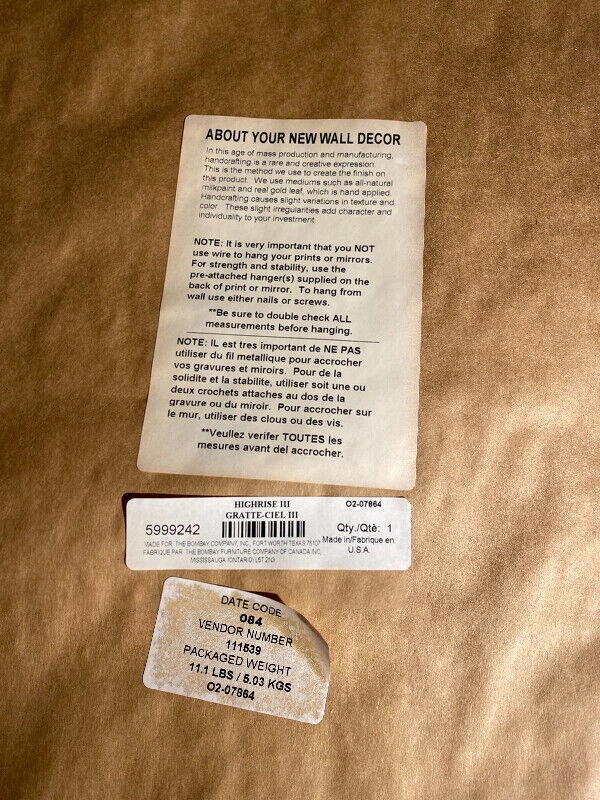 ABOUT YOUR NEW WALL DECOR
In this age of mass production and manufacturing,
handcrafting is a rare and creative expression.
This is the method we use to create the finish on
this product. We use mediums such as all-natural
milkpaint and real gold leaf, which is hand applied.
Handcrafting causes slight variations in texture and
color. These slight irregularities add character and
individuality to your investment.
NOTE: It is very important that you NOT
use wire to hang your prints or mirrors.
For strength and stability, use the
pre-attached hanger(s) supplied on the
back of print or mirror. To hang from
wall use either nails or screws.
**Be sure to double check ALL
measurements before hanging.
NOTE: IL est tres important de NE PAS
utiliser du fil metallique pour accrocher
vos gravures et miroirs. Pour de la
solidite et la stabilite, utiliser soit une ou
deux crochets attaches au dos de la
gravure ou du miroir. Pour accrocher sur
le mur, utiliser des clous ou des vis.
**Veullez verifer TOUTES les
mesures avant del accrocher.
HIGHRISE III O2-07864
GRATTE-CIEL III
5999242 Qty./Qtè: 1
MADE FOR: THE BOMBAY COMPANY, INC., FORT WORTH TEXAS 76107 Made in/Fabrique en:
FABRIQUE PAR: THE BOMBAY FURNITURE COMPANY OF CANADA INC. U.S.A.
MISSISSAUGA (ONTARIO) L5T 2N3
DATE CODE
084
VENDOR NUMBER
111539
PACKAGED WEIGHT
11.1 LBS / 5.03 KGS
O2-07864